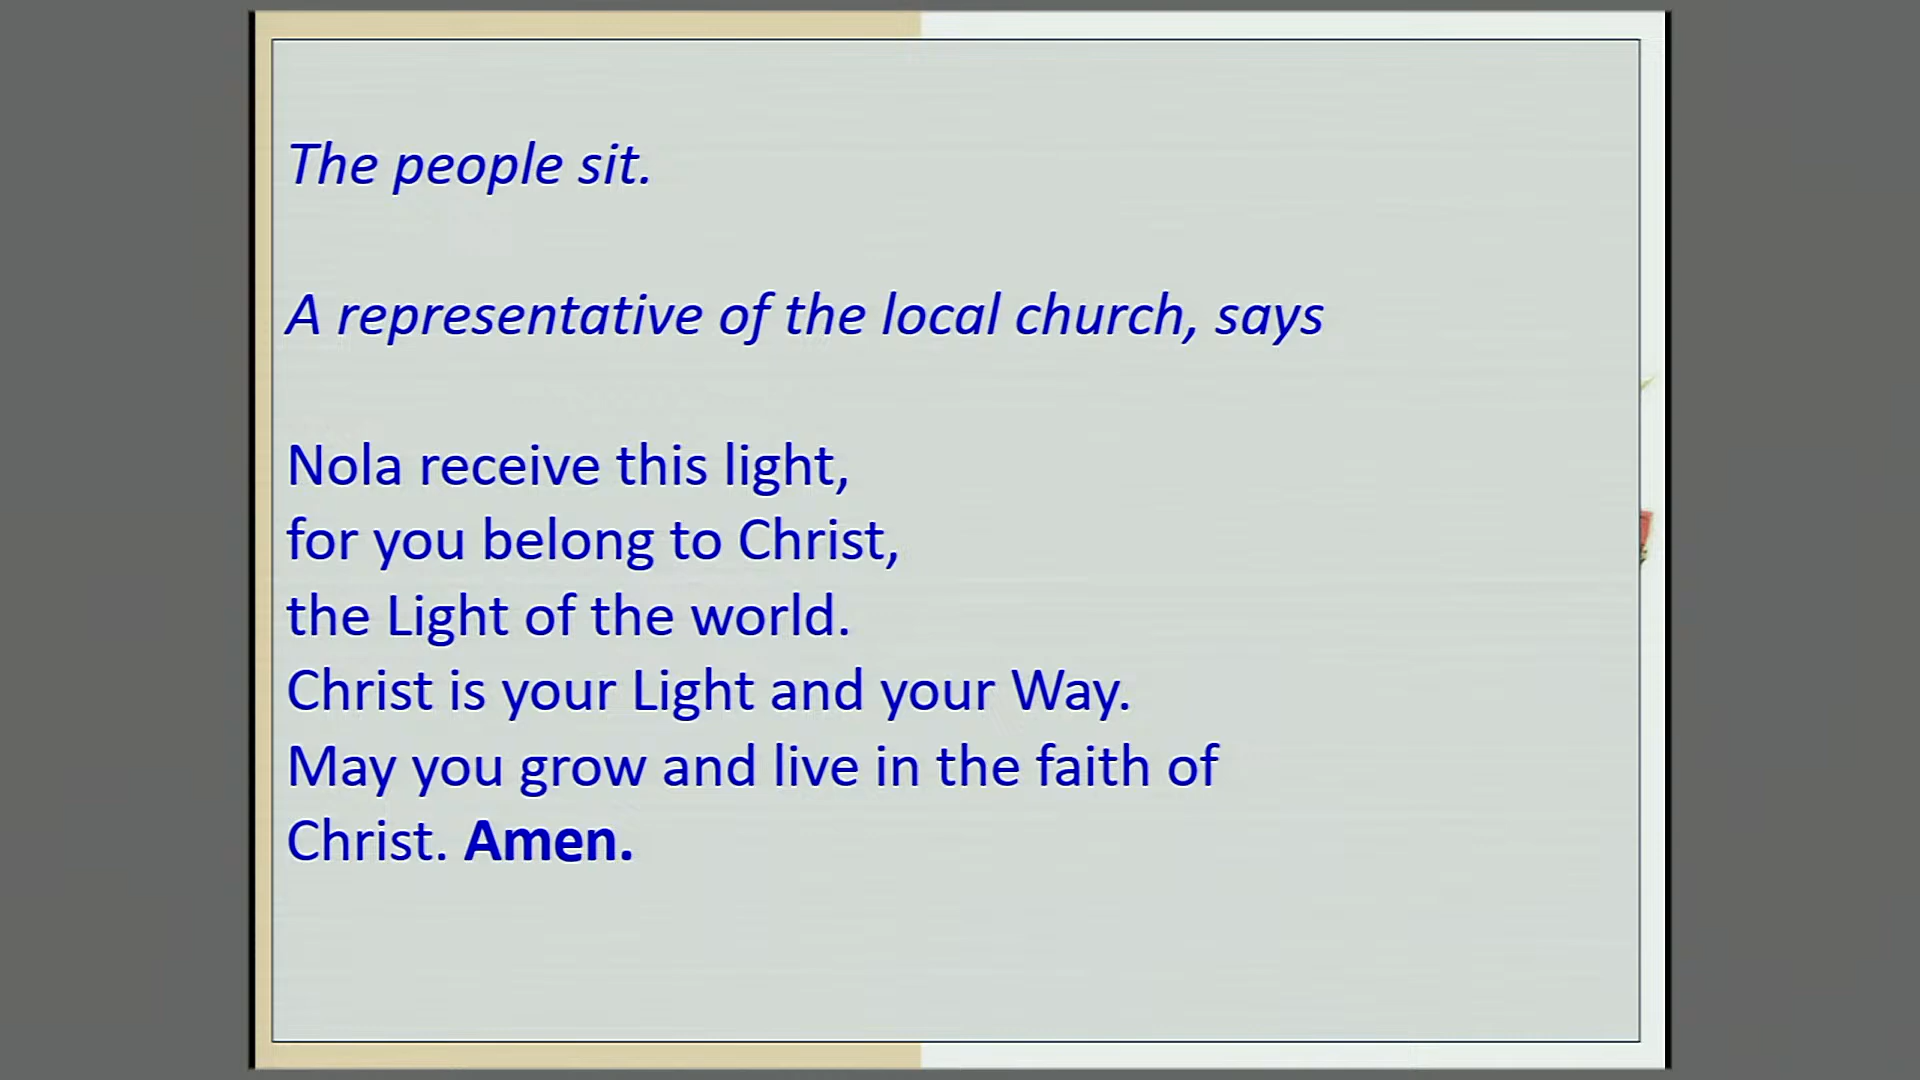 The people sit.
A representative of the local church, says
Nola receive this light,
for you belong to Christ,
the Light of the world.
Christ is your Light and your Way.
May you grow and live in the faith of
Christ. Amen.